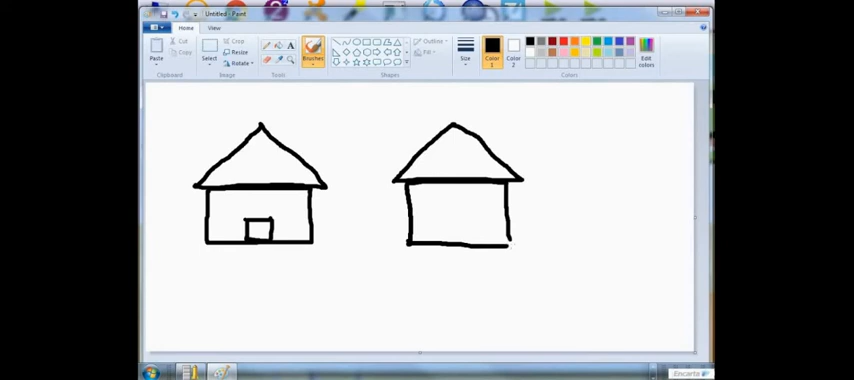 Untitled - Paint
Home View
Paste
Cut
Copy
Clipboard
Select
Crop
Resize
Rotate
Image
A
Tools
Brushes
Outline
Fill
Shapes
Size
Color 1
Color 2
Edit colors
Colors
Encarta